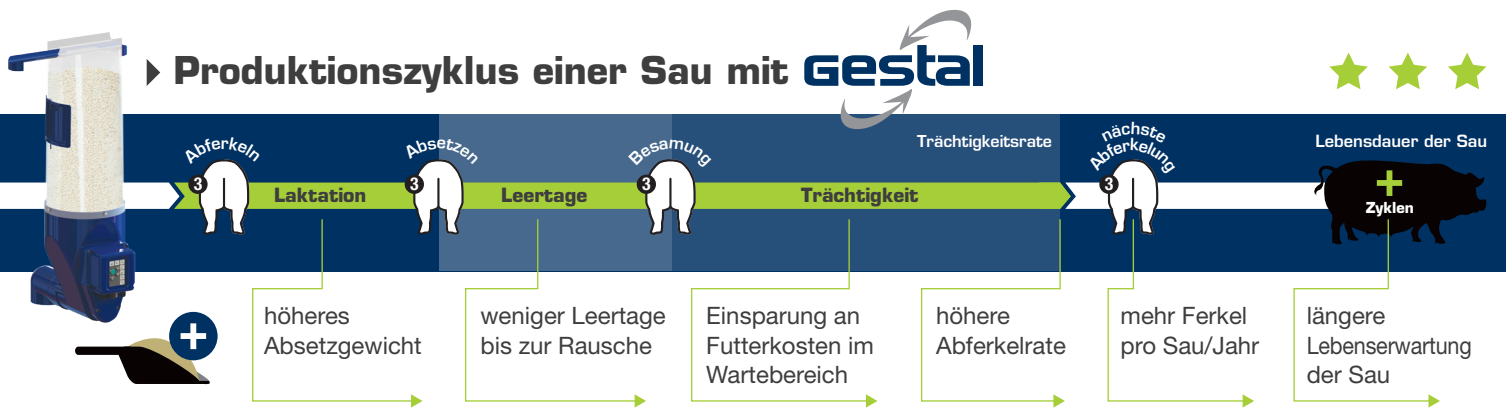 Produktionszyklus einer Sau mit Gestal
Abferkeln
Absetzen
Besamung
Trächtigkeitsrate
nächste
Abferkelung
Lebensdauer der Sau
3
Laktation
3
Leertage
3
Trächtigkeit
3
+
Zyklen
+
höheres
Absetzgewicht
weniger Leertage
bis zur Rausche
Einsparung an
Futterkosten im
Wartebereich
höhere
Abferkelrate
mehr Ferkel
pro Sau/Jahr
längere
Lebenserwartung
der Sau